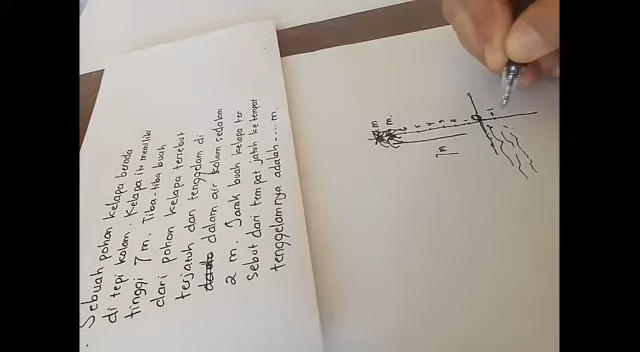 Sebuah pohon kelapa berada
di tepi kolam. Kelapa itu memiliki
tinggi 7 m. Tiba-tiba buah
dari pohon kelapa tersebut
terjatuh dan tenggelam di
dalam air kolam sedalam
2 m. Jarak buah kelapa ter
sebut dari tempat jatuh ke tempat
tenggelamnya adalah .... m.
7 m